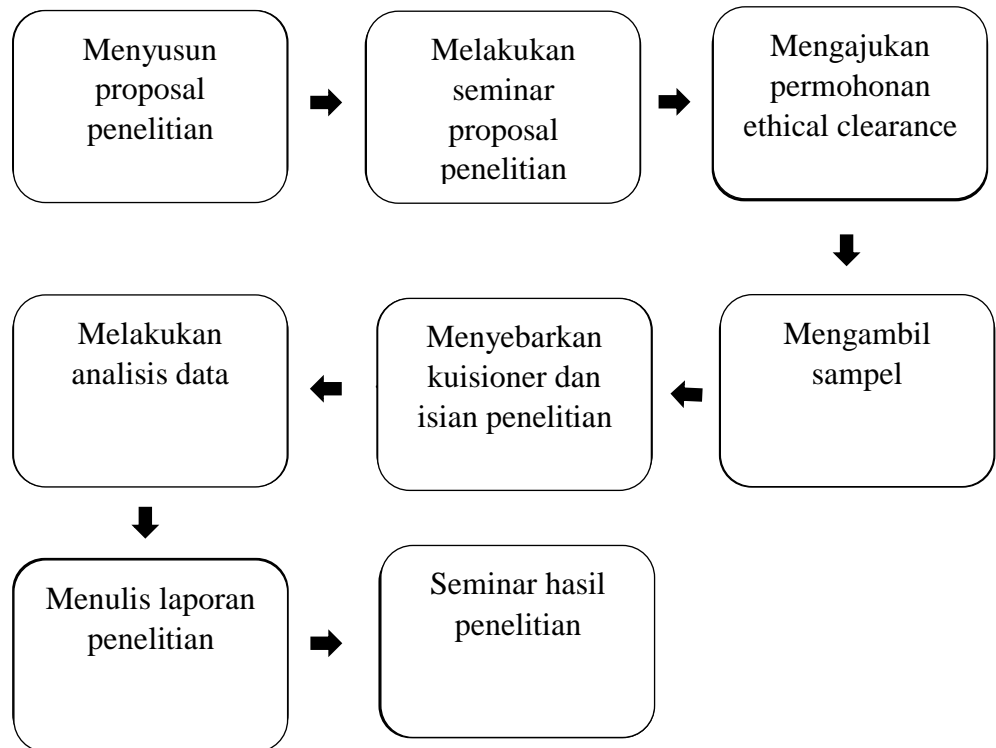 Menyusun
proposal
penelitian
Melakukan
seminar
proposal
penelitian
Mengajukan
permohonan
ethical clearance
Mengambil
sampel
Menyebarkan
kuisioner dan
isian penelitian
Melakukan
analisis data
Menulis laporan
penelitian
Seminar hasil
penelitian